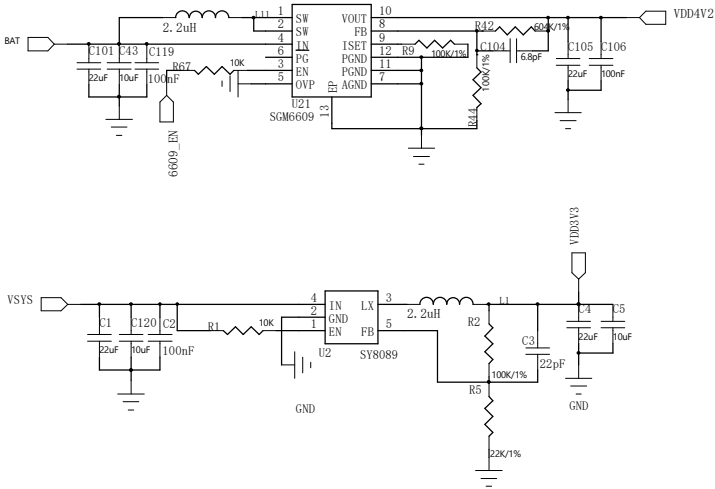 BAT
2.2uH
L11
C101
22uF
C43
10uF
C119
100nF
R67
10K
6609_EN
1 SW
2 SW
4 IN
6 PG
3 EN
5 OVP
VOUT 10
FB 8
ISET 9
PGND 12
PGND 11
AGND 7
EP
13
U21
SGM6609
R42
604K/1%
R9
100K/1%
C104
6.8pF
100K/1%
R44
C105
22uF
C106
100nF
VDD4V2
VSYS
C1
22uF
C120
10uF
C2
100nF
R1
10K
4 IN
2 GND
1 EN
LX 3
FB 5
U2
SY8089
GND
2.2uH
L1
R2
100K/1%
C3
22pF
R5
22K/1%
VDD3V3
C4
22uF
C5
10uF
GND